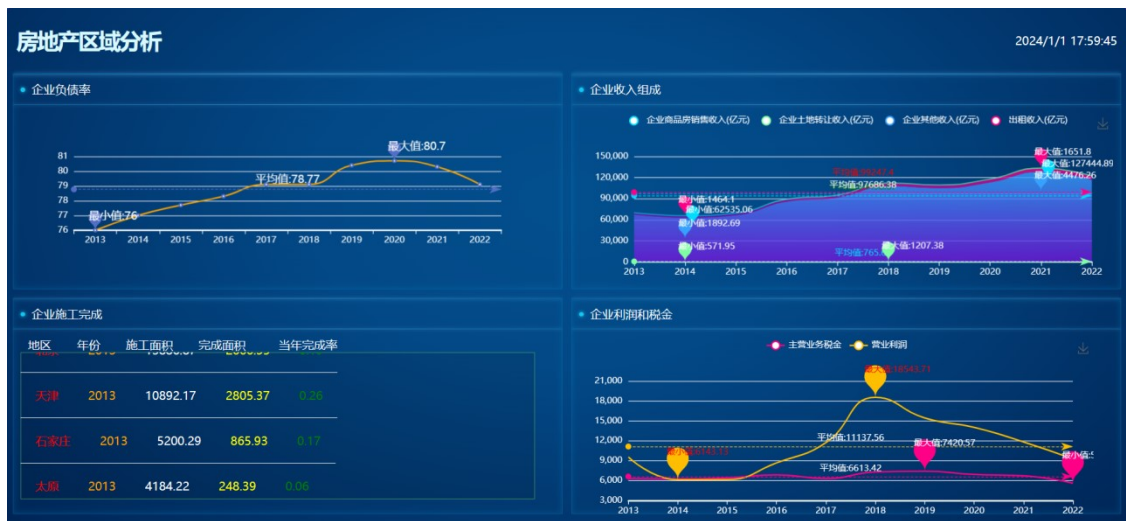 房地产区域分析
2024/1/1 17:59:45
企业负债率
最大值:80.7
81
80
平均值:78.77
79
78
77
最小值:76
76
2013 2014 2015 2016 2017 2018 2019 2020 2021 2022
企业收入组成
企业商品房销售收入(亿元) 企业土地转让收入(亿元) 企业其他收入(亿元) 出租收入(亿元)
最大值:1651.8
150,000
最大值:127444.89
120,000
最大值:4476.26
平均值:97686.38
90,000
最小值:1464.1
最小值:62535.06
60,000
最小值:1892.69
30,000
最小值:571.95
最大值:1207.38
平均值:765.
0
2013 2014 2015 2016 2017 2018 2019 2020 2021 2022
企业施工完成
地区 年份 施工面积 完成面积 当年完成率
天津 2013 10892.17 2805.37 0.26
石家庄 2013 5200.29 865.93 0.17
太原 2013 4184.22 248.39 0.06
企业利润和税金
主营业务税金 营业利润
21,000
18,000
15,000
12,000
平均值:11137.56
最大值:7420.57
9,000
最小值:5
平均值:6613.42
6,000
3,000
2013 2014 2015 2016 2017 2018 2019 2020 2021 2022